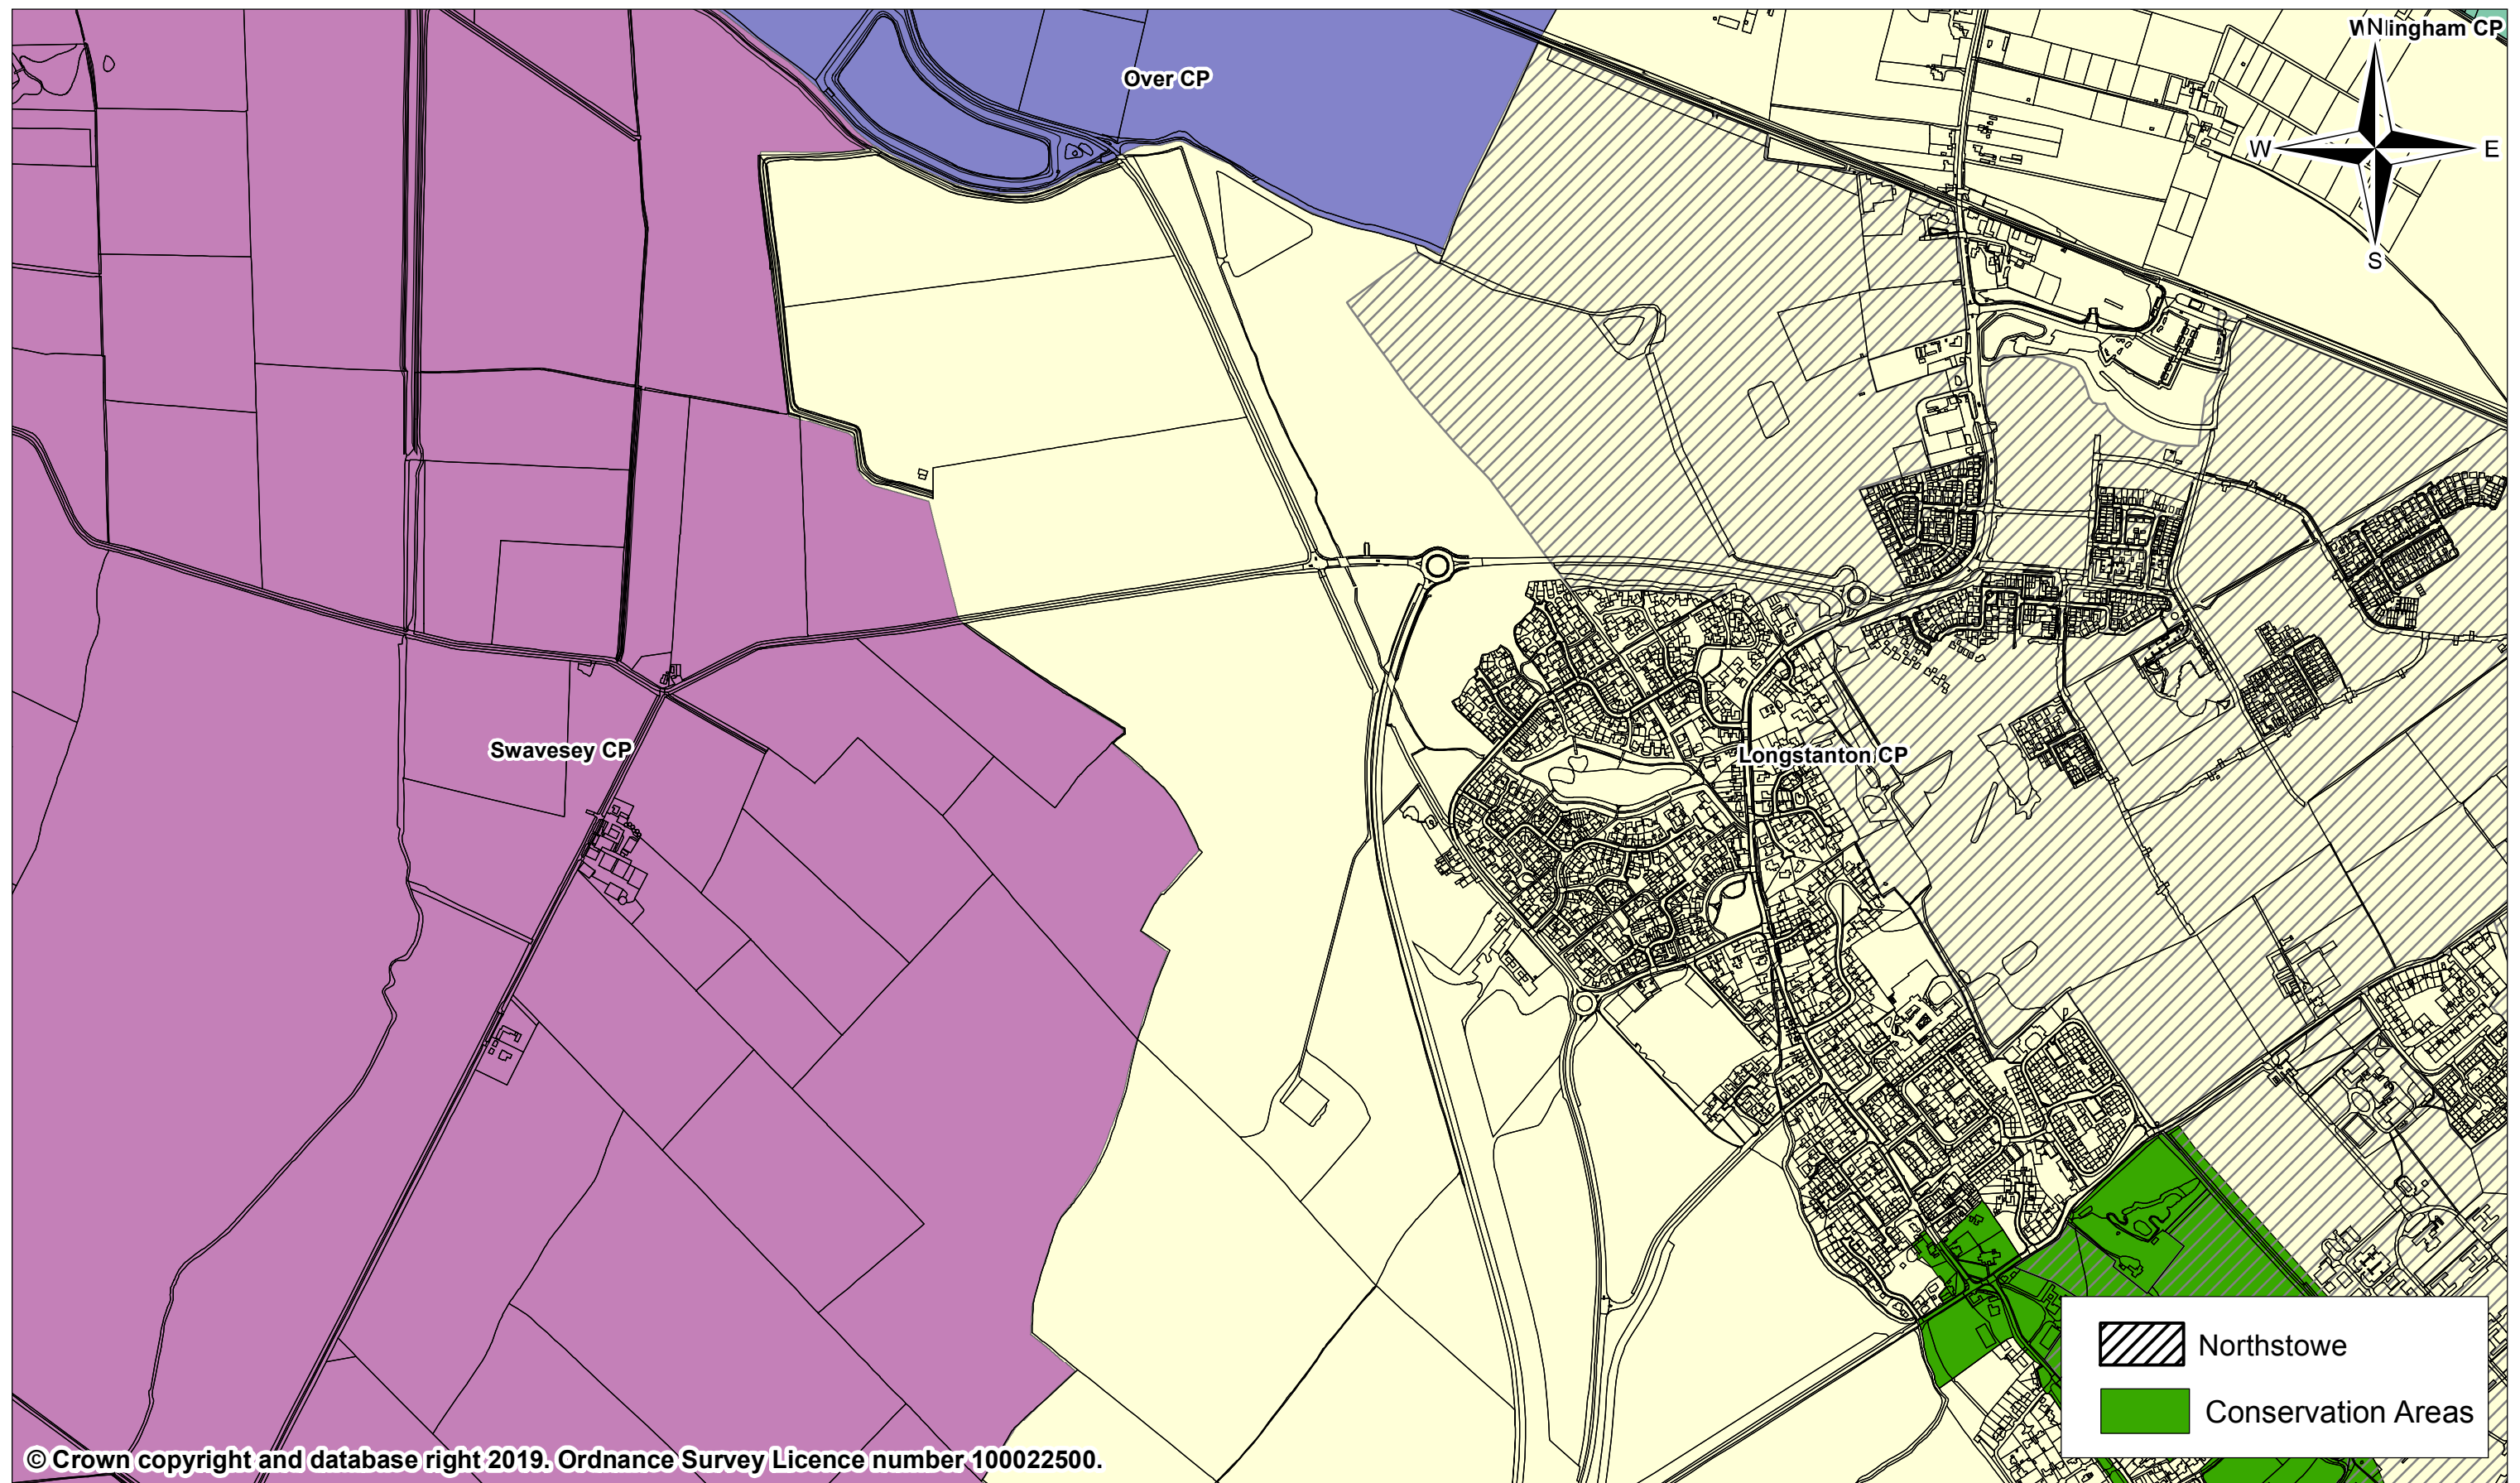 Over CP
W N llingham CP
W
E
S
Swavesey CP
Longstanton CP
Northstowe
Conservation Areas
© Crown copyright and database right 2019. Ordnance Survey Licence number 100022500.